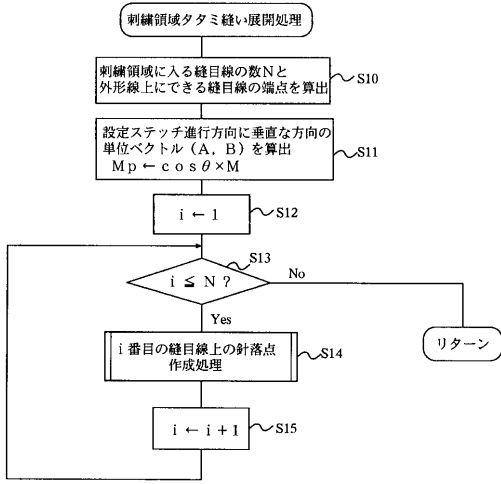 刺繍領域タタミ縫い展開処理
刺繍領域に入る縫目線の数Nと
外形線上にできる縫目線の端点を算出
S10
設定ステッチ進行方向に垂直な方向の
単位ベクトル（A，B）を算出
Mp←cosθ×M
S11
i←1
S12
S13
i≦N？
No
Yes
リターン
i番目の縫目線上の針落点
作成処理
S14
i←i+1
S15